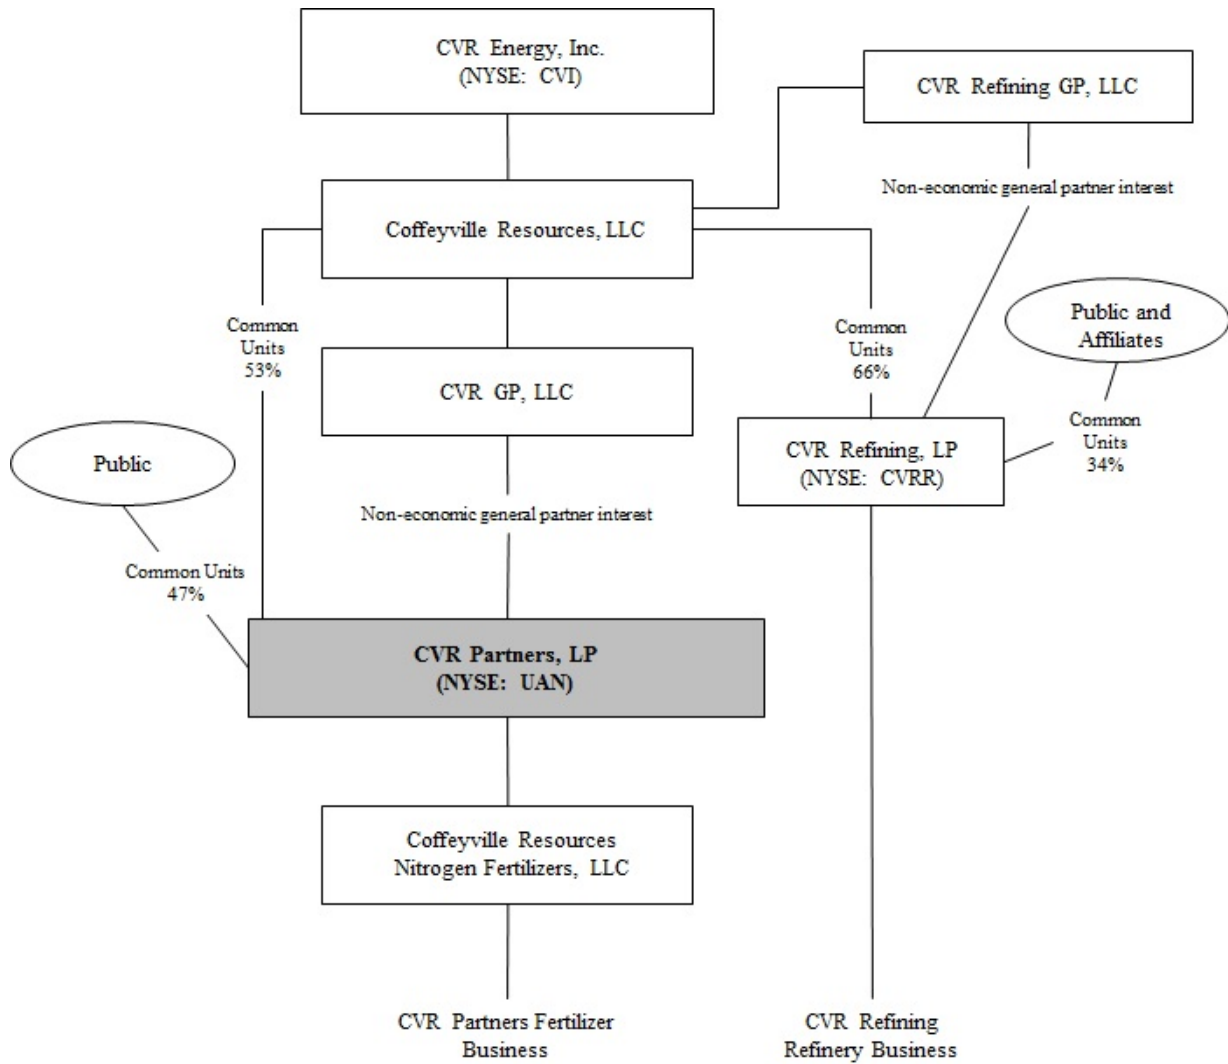 CVR Energy, Inc.
(NYSE: CVI)
CVR Refining GP, LLC
Non-economic general partner interest
Coffeyville Resources, LLC
Common
Units
53%
Common
Units
66%
Public and
Affiliates
CVR GP, LLC
Common
Units
34%
Public
CVR Refining, LP
(NYSE: CVRR)
Non-economic general partner interest
Common Units
47%
CVR Partners, LP
(NYSE: UAN)
Coffeyville Resources
Nitrogen Fertilizers, LLC
CVR Partners Fertilizer
Business
CVR Refining
Refinery Business